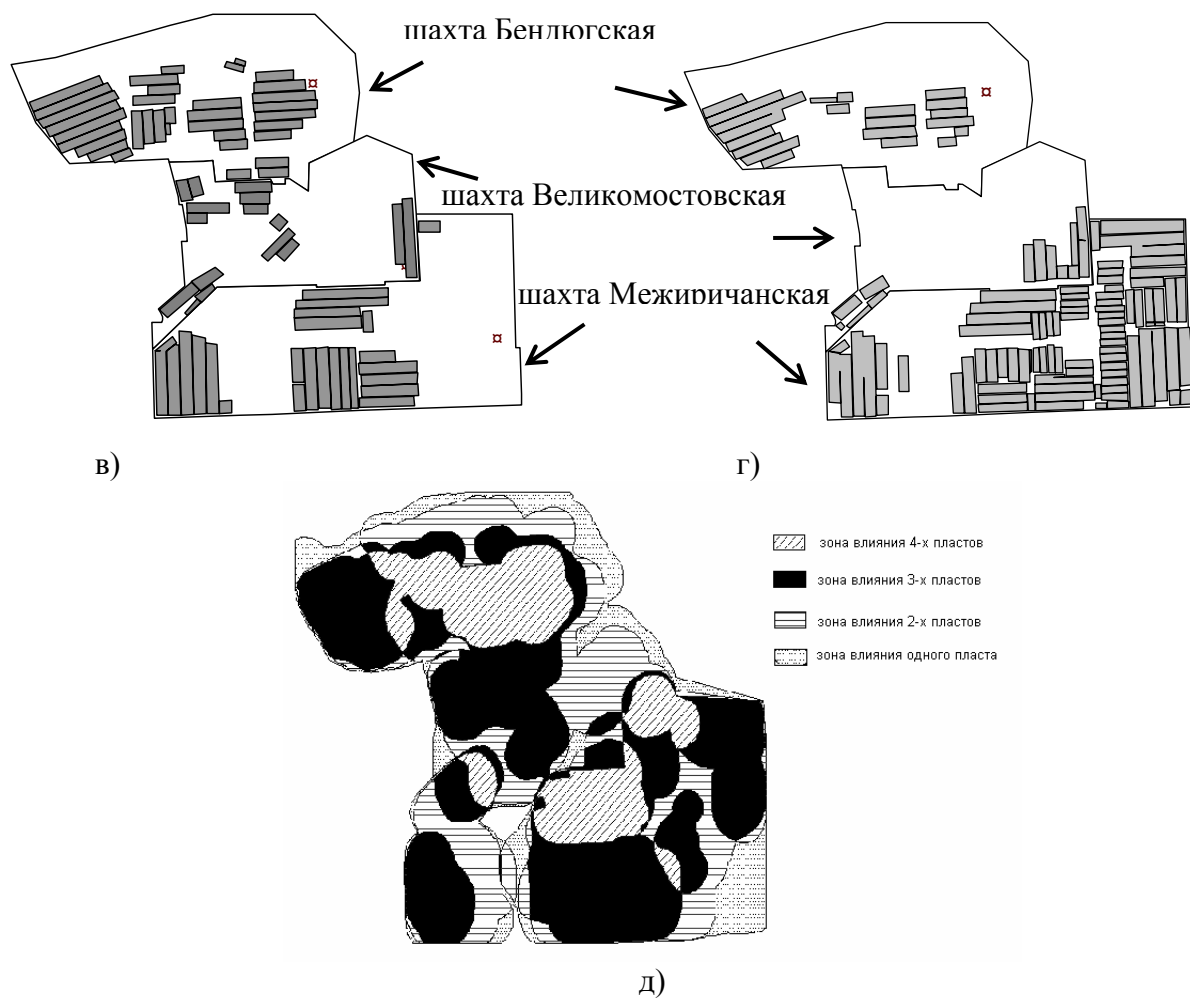 шахта Бендюгская
шахта Великомостовская
шахта Межиричанская
в)
г)
зона влияния 4-х пластов
зона влияния 3-х пластов
зона влияния 2-х пластов
зона влияния одного пласта
д)